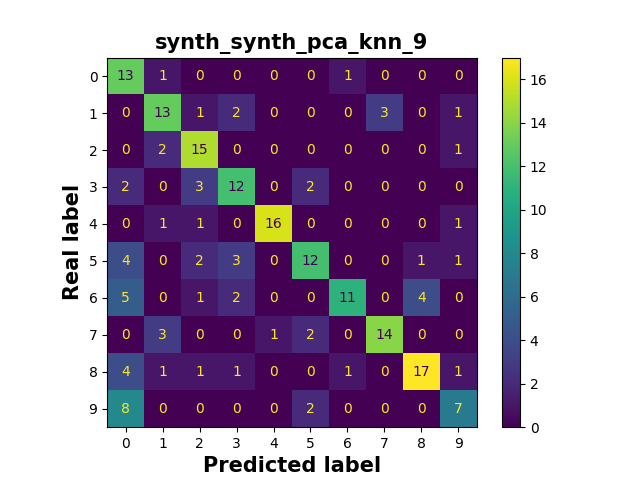 synth_synth_pca_knn_9
0 13 1 0 0 0 0 1 0 0 0
1 0 13 1 2 0 0 0 3 0 1
2 0 2 15 0 0 0 0 0 0 1
3 2 0 3 12 0 2 0 0 0 0
4 0 1 1 0 16 0 0 0 0 1
5 4 0 2 3 0 12 0 0 1 1
6 5 0 1 2 0 0 11 0 4 0
7 0 3 0 0 1 2 0 14 0 0
8 4 1 1 1 0 0 1 0 17 1
9 8 0 0 0 0 2 0 0 0 7
0 1 2 3 4 5 6 7 8 9
Predicted label
Real label
16
14
12
10
8
6
4
2
0